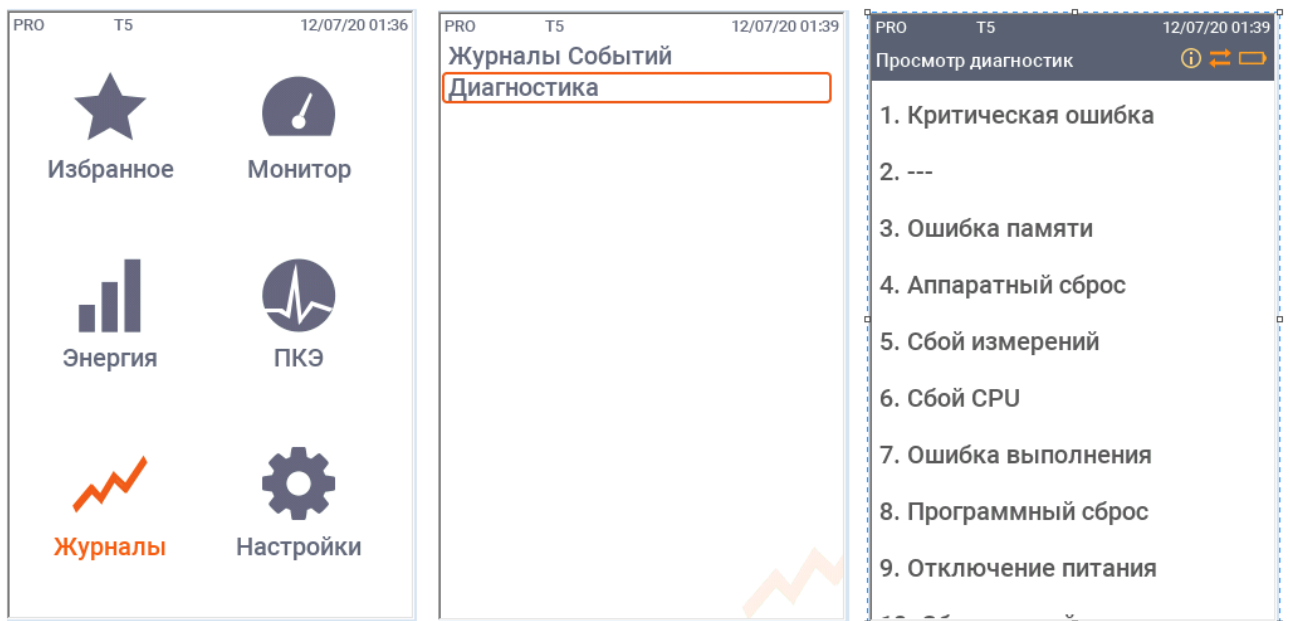 PRO T5 12/07/20 01:36
Избранное Монитор
Энергия ПКЭ
Журналы Настройки
PRO T5 12/07/20 01:39
Журналы Событий
Диагностика
PRO T5 12/07/20 01:39
Просмотр диагностик
1. Критическая ошибка
2. ---
3. Ошибка памяти
4. Аппаратный сброс
5. Сбой измерений
6. Сбой CPU
7. Ошибка выполнения
8. Программный сброс
9. Отключение питания